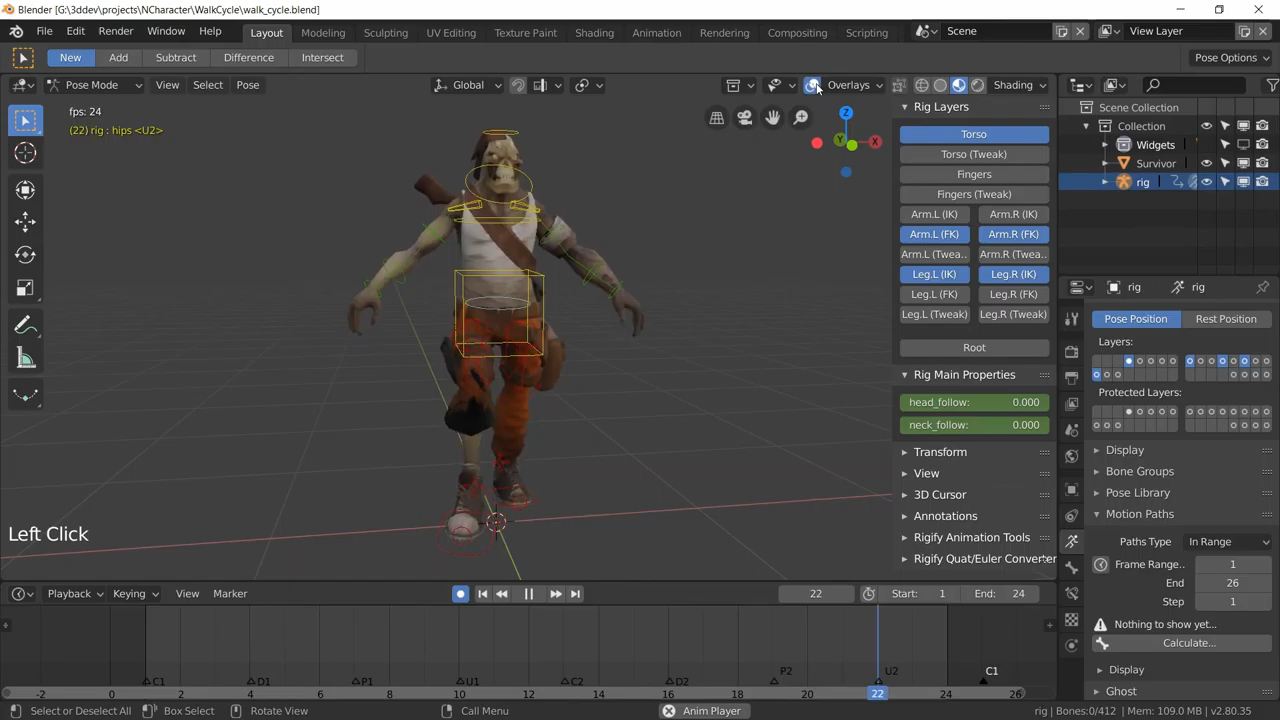 Blender [G:\3ddev\projects\NCharacter\WalkCycle\walk_cycle.blend]
File Edit Render Window Help Layout Modeling Sculpting UV Editing Texture Paint Shading Animation Rendering Compositing Scripting Scene View Layer
New Add Subtract Difference Intersect Pose Options
Pose Mode View Select Pose Global Overlays Shading
fps: 24
(22) rig : hips <U2>
Z
X
Y
Rig Layers
Torso
Torso (Tweak)
Fingers
Fingers (Tweak)
Arm.L (IK) Arm.R (IK)
Arm.L (FK) Arm.R (FK)
Arm.L (Twea.. Arm.R (Twea..
Leg.L (IK) Leg.R (IK)
Leg.L (FK) Leg.R (FK)
Leg.L (Tweak) Leg.R (Tweak)
Root
Rig Main Properties
head_follow: 0.000
neck_follow: 0.000
Transform
View
3D Cursor
Annotations
Rigify Animation Tools
Rigify Quat/Euler Converter
Left Click
Scene Collection
Collection
Widgets
Survivor
rig
rig rig
Pose Position Rest Position
Layers:
Protected Layers:
Display
Bone Groups
Pose Library
Motion Paths
Paths Type In Range
Frame Range.. 1
End 26
Step 1
Nothing to show yet...
Calculate...
Display
Ghost
Playback Keying View Marker 22 Start: 1 End: 24
C1 D1 P1 U1 C2 D2 P2 U2 C1
-2 0 2 4 6 8 10 12 14 16 18 20 22 24 26
Select or Deselect All Box Select Rotate View Call Menu Anim Player rig | Bones:0/412 | Mem: 109.0 MB | v2.80.35